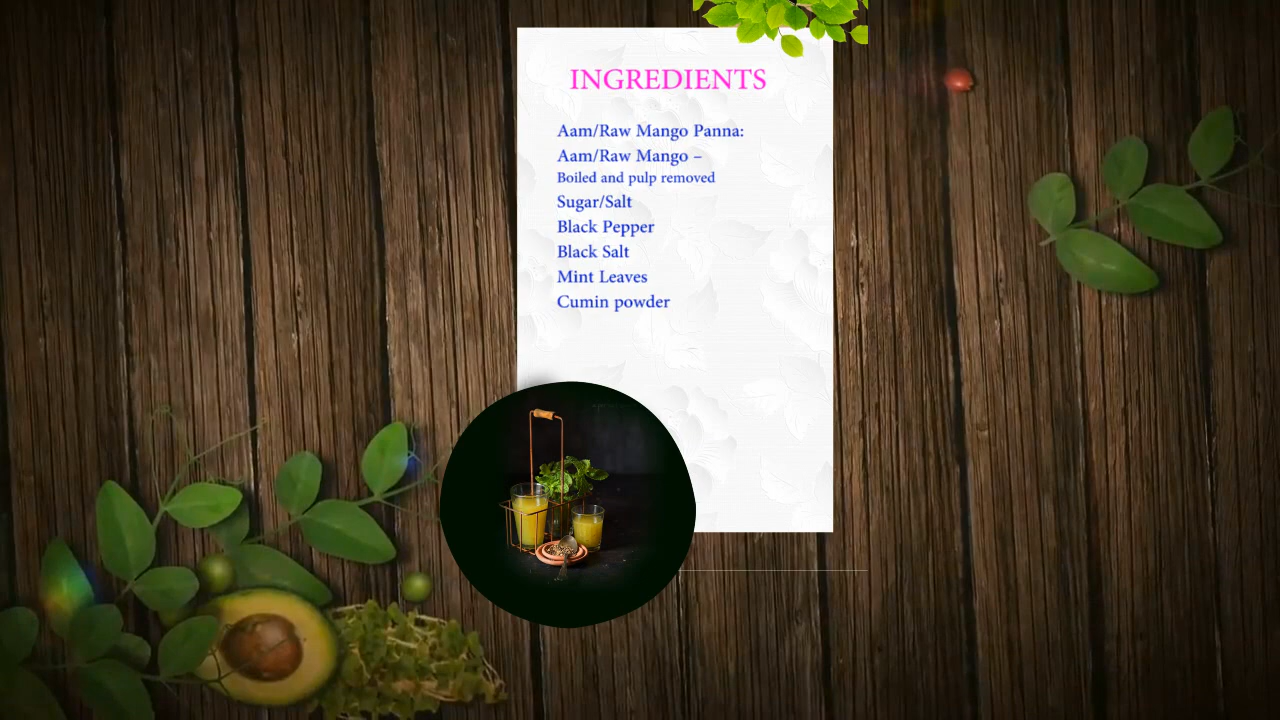 INGREDIENTS
Aam/Raw Mango Panna:
Aam/Raw Mango –
Boiled and pulp removed
Sugar/Salt
Black Pepper
Black Salt
Mint Leaves
Cumin powder